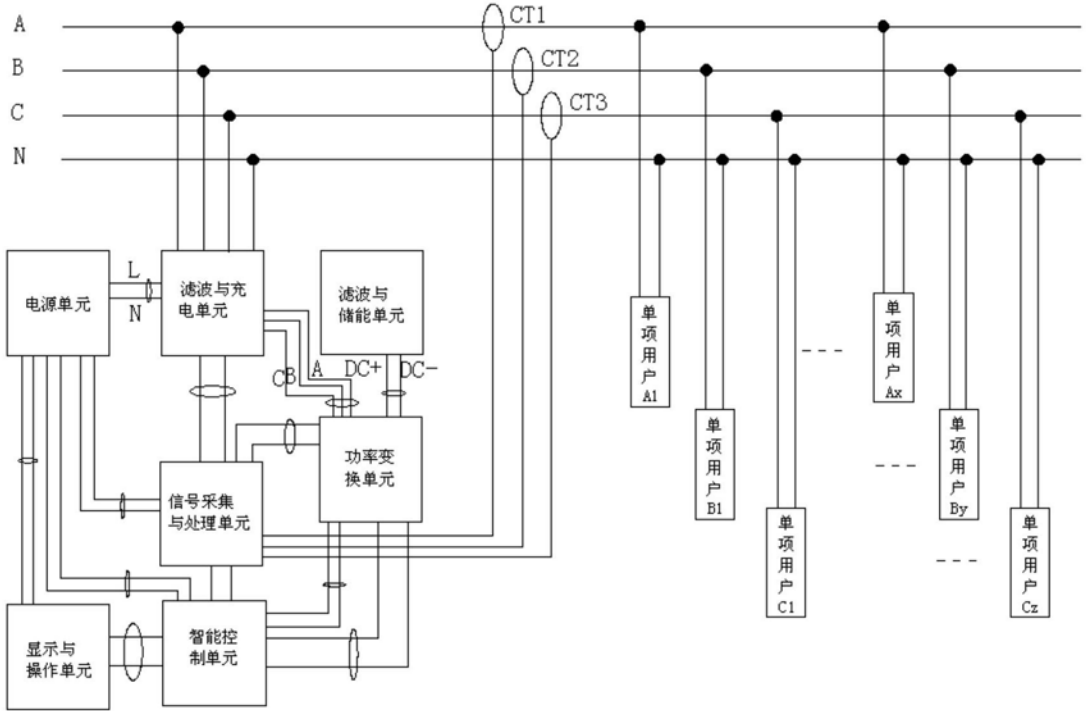 A
CT1
B
CT2
C
CT3
N
电源单元
L
N
滤波与充
电单元
滤波与
储能单元
C
B
A
DC+
DC-
功率变
换单元
信号采集
与处理单元
显示与
操作单元
智能控
制单元
单
项
用
户
A1
单
项
用
户
B1
单
项
用
户
C1
单
项
用
户
Ax
单
项
用
户
By
单
项
用
户
Cz